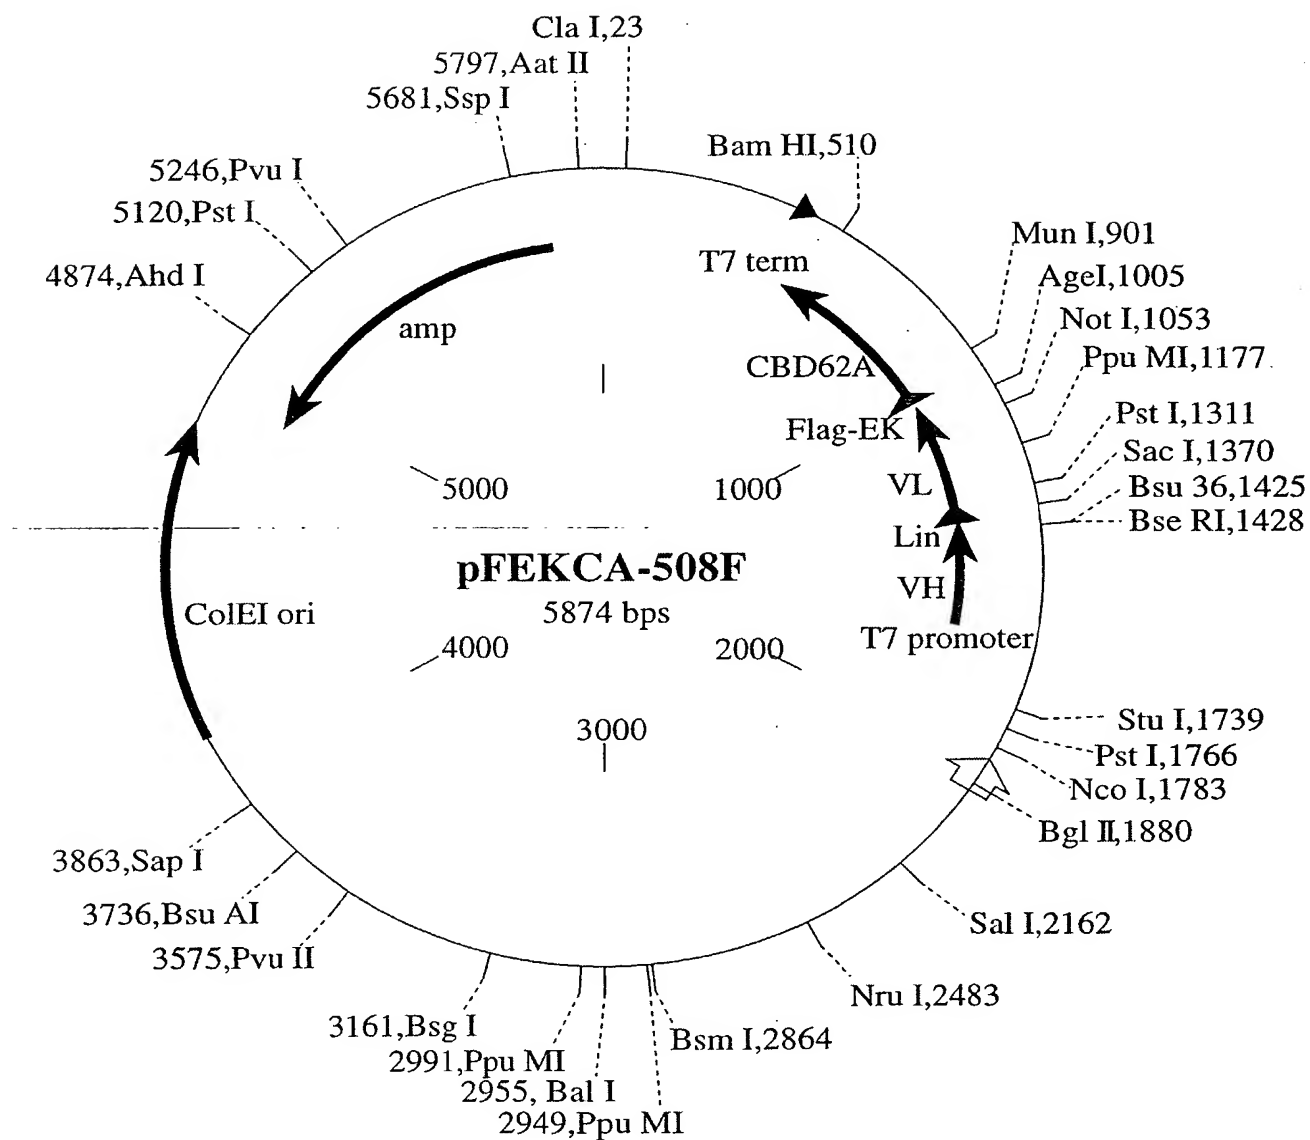 Cla I,23
5797,Aat II
5681,Ssp I
Bam HI,510
5246,Pvu I
5120,Pst I
4874,Ahd I
Mun I,901
AgeI,1005
Not I,1053
Ppu MI,1177
Pst I,1311
Sac I,1370
Bsu 36,1425
Bse RI,1428
T7 term
amp
CBD62A
Flag-EK
VL
Lin
VH
T7 promoter
5000
1000
pFEKCA-508F
5874 bps
ColEI ori
4000
2000
3000
Stu I,1739
Pst I,1766
Nco I,1783
Bgl II,1880
3863,Sap I
3736,Bsu AI
3575,Pvu II
Sal I,2162
Nru I,2483
3161,Bsg I
2991,Ppu MI
2955, Bal I
2949,Ppu MI
Bsm I,2864